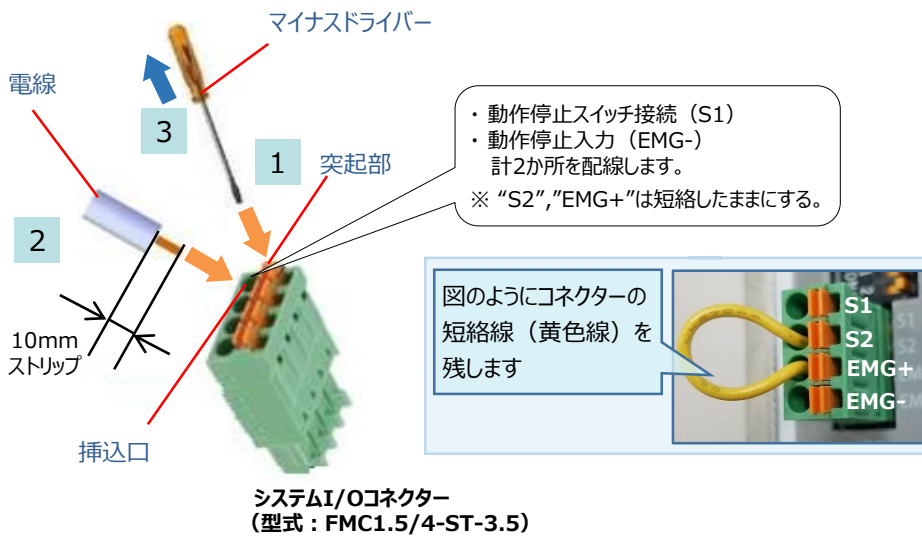 マイナスドライバー
電線
3
1
突起部
2
・ 動作停止スイッチ接続（S1）
・ 動作停止入力（EMG-）
計2か所を配線します。
※ “S2”,”EMG+”は短絡したままにする。
10mm
ストリップ
挿込口
図のようにコネクターの
短絡線（黄色線）を
残します
S1
S2
EMG+
EMG-
システムI/Oコネクター
（型式：FMC1.5/4-ST-3.5）